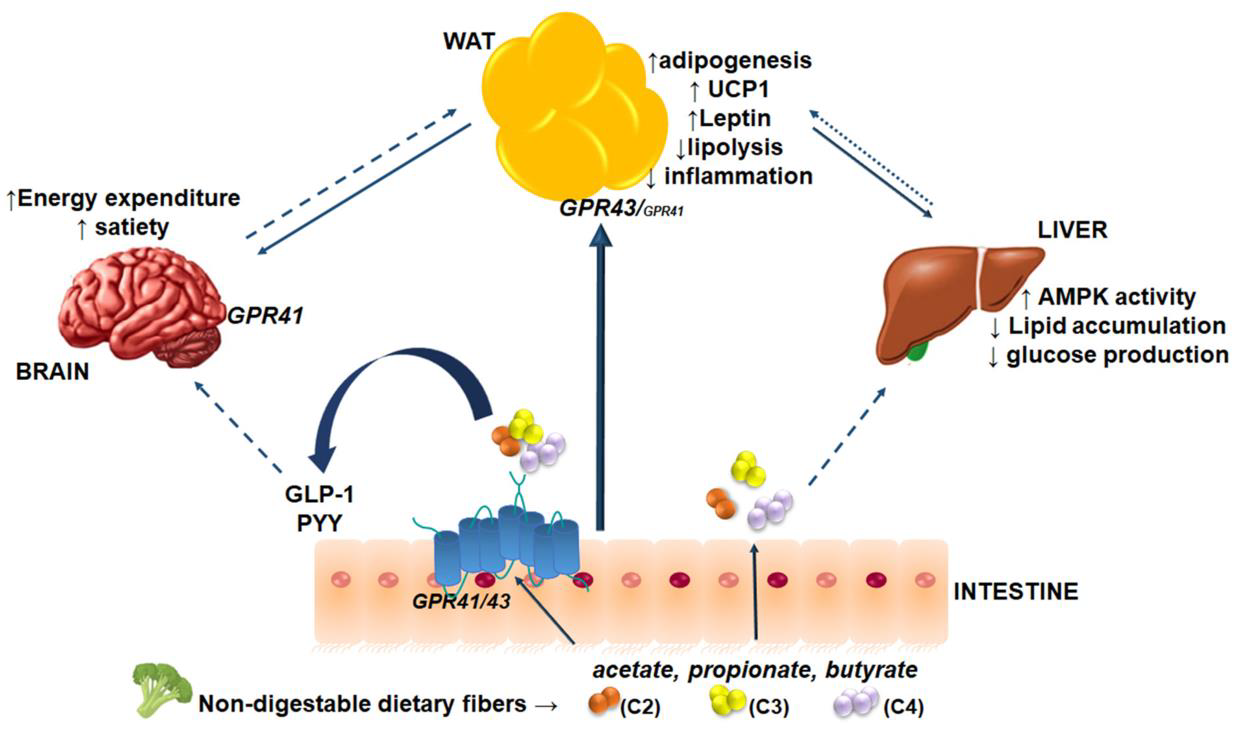 WAT
↑adipogenesis
↑ UCP1
↑Leptin
↓lipolysis
↓ inflammation
GPR43/GPR41
↑Energy expenditure
↑ satiety
GPR41
BRAIN
LIVER
↑ AMPK activity
↓ Lipid accumulation
↓ glucose production
GLP-1
PYY
GPR41/43
INTESTINE
acetate, propionate, butyrate
Non-digestable dietary fibers → (C2) (C3) (C4)